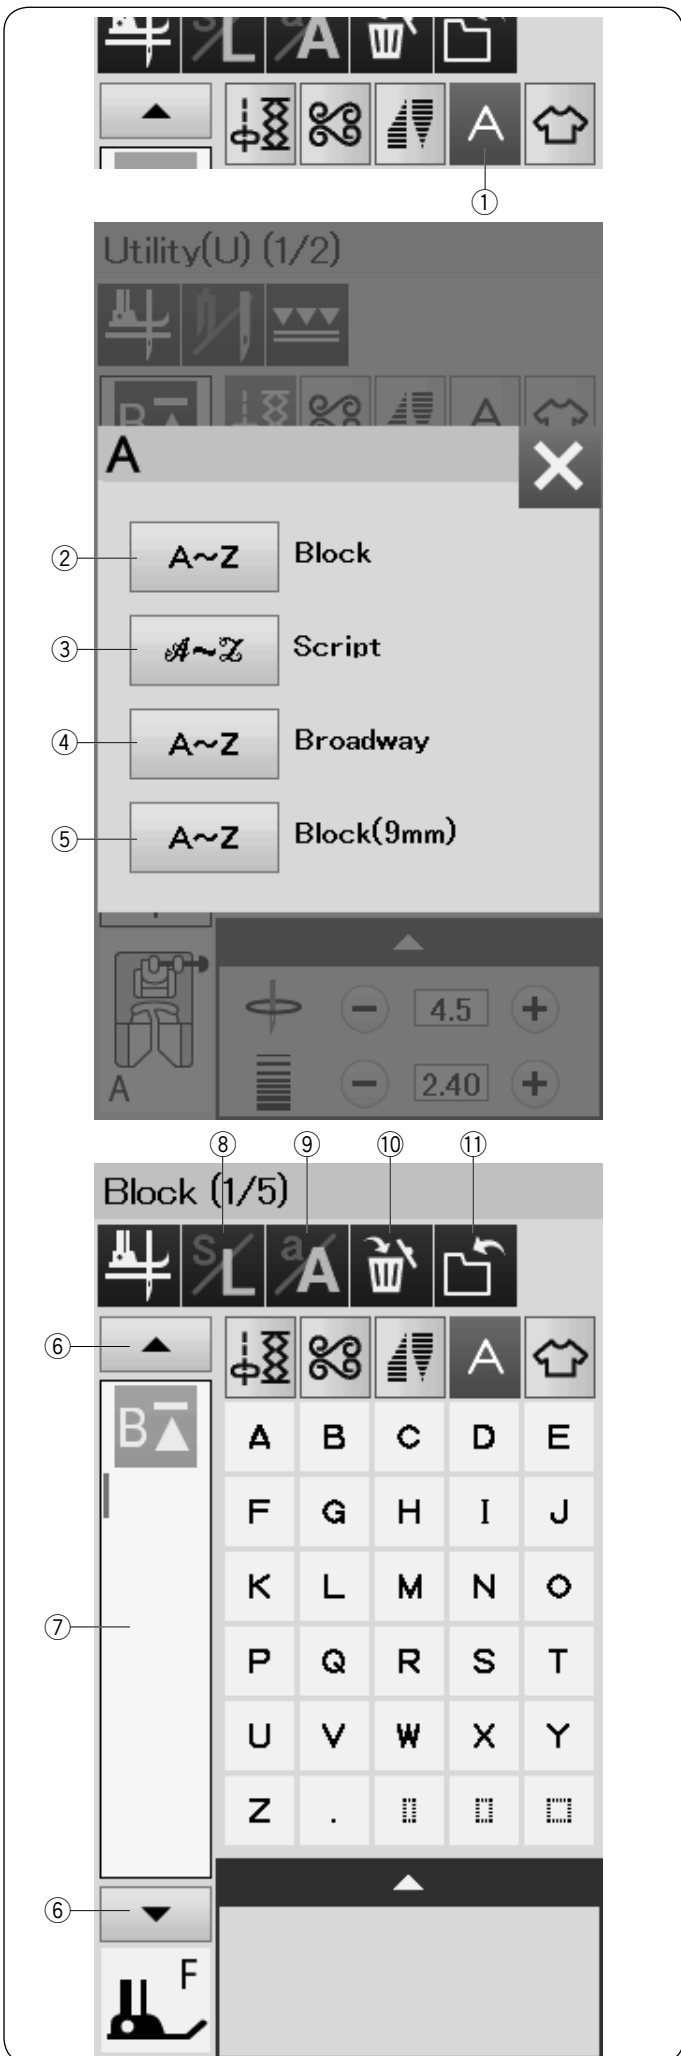 S/L a/A
A
①
Utility(U) (1/2)
B A
A
② A~Z Block
③ A~Z Script
④ A~Z Broadway
⑤ A~Z Block(9mm)
4.5
A 2.40
⑧ ⑨ ⑩ ⑪
Block (1/5)
S/L a/A
⑥ A
B A B C D E
F G H I J
K L M N O
⑦
P Q R S T
U V W X Y
Z .
⑥
F